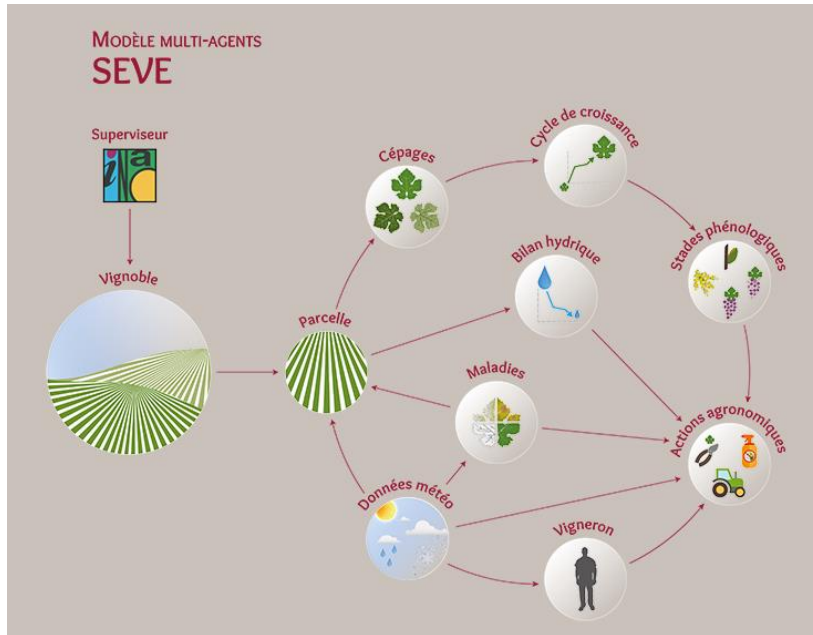 MODÈLE MULTI-AGENTS
SEVE
Superviseur
inao
Vignoble
Parcelle
Cépages
Cycle de croissance
Stades phénologiques
Bilan hydrique
Maladies
Données météo
Vigneron
Actions agronomiques